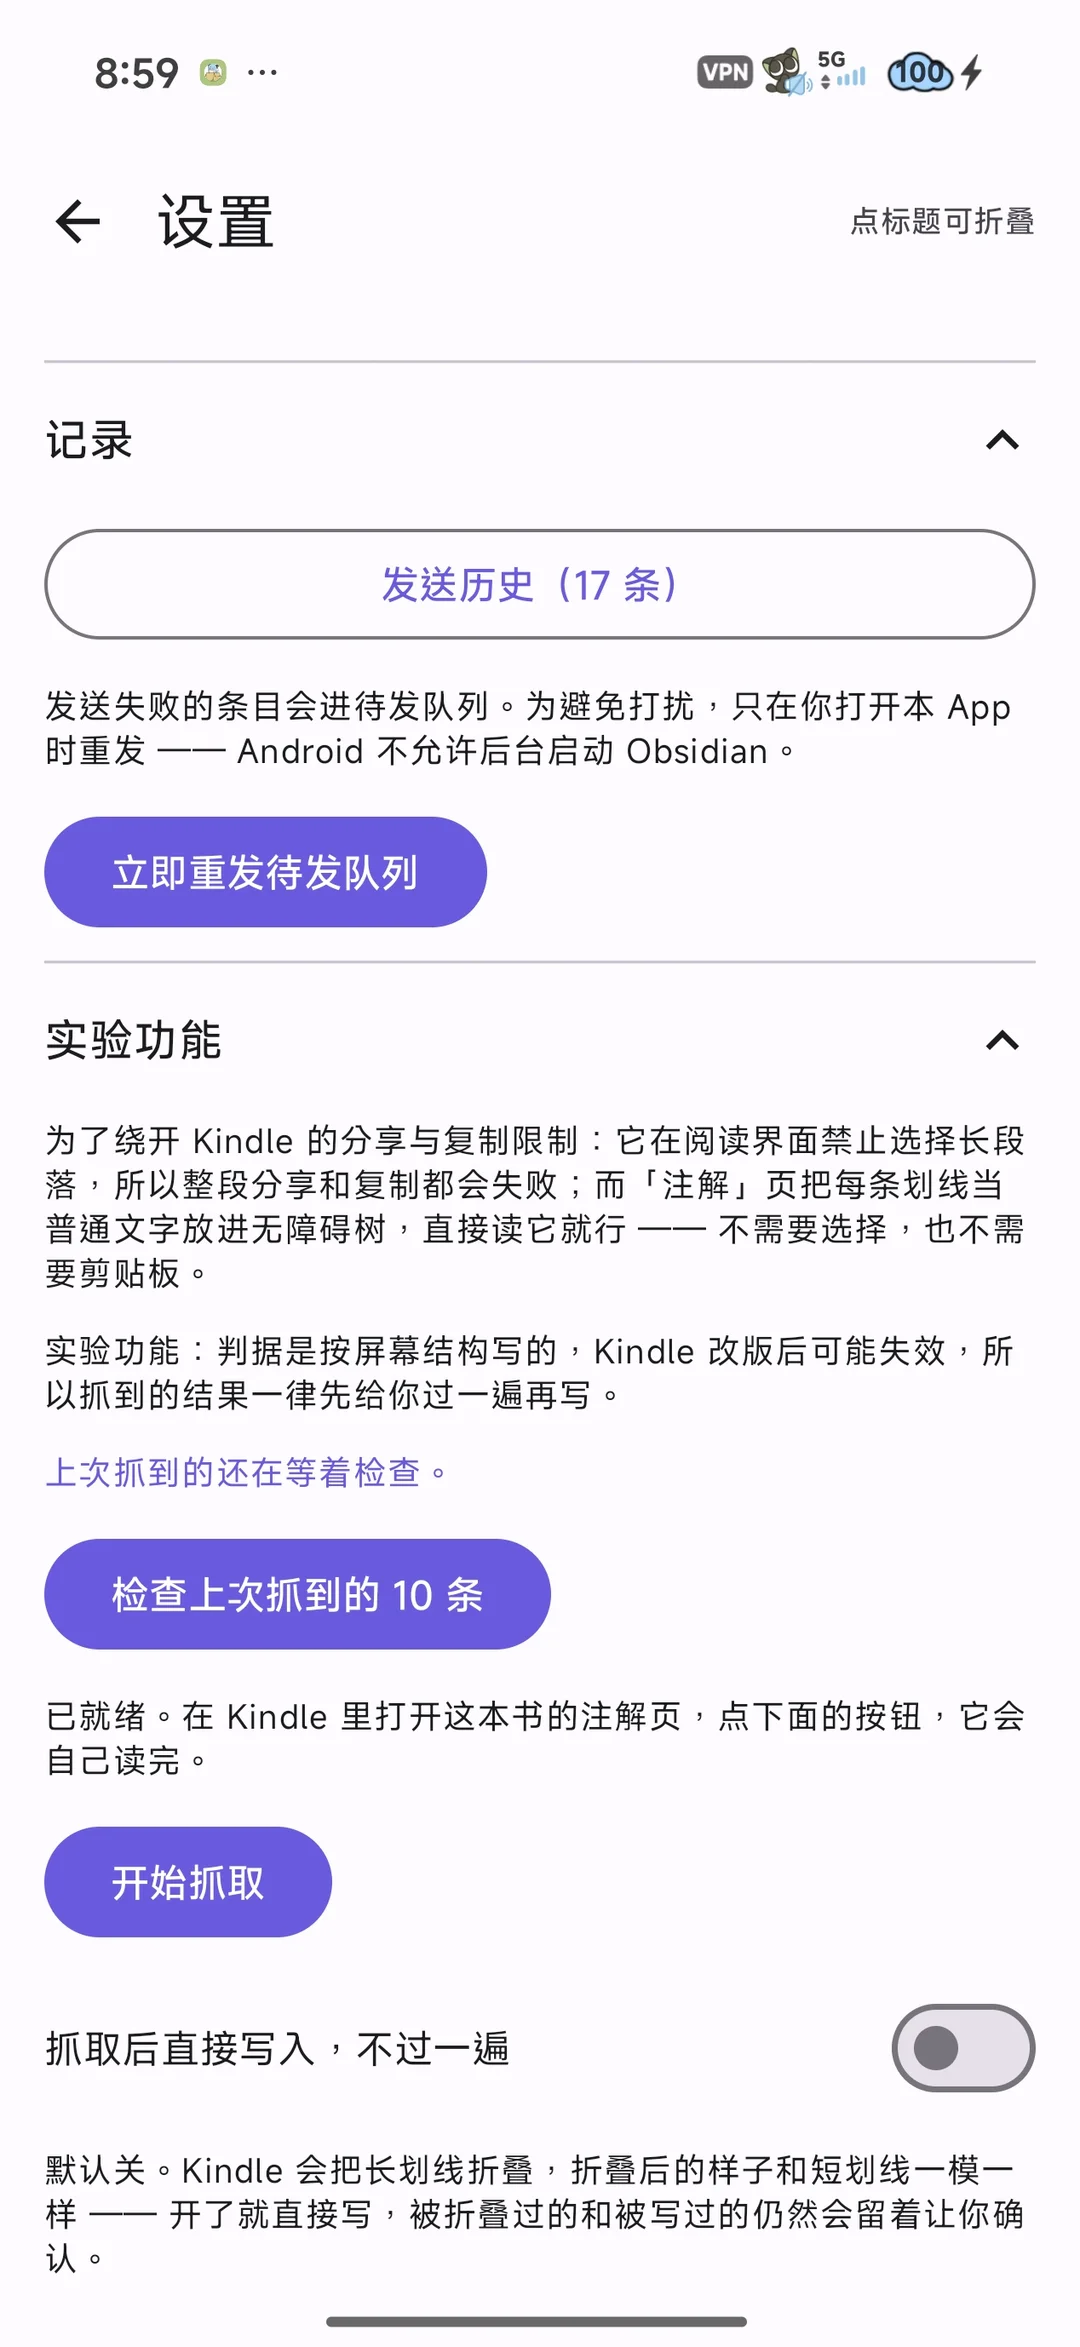 8:59 ...
VPN 5G 100
设置
点标题可折叠
记录
发送历史（17 条）
发送失败的条目会进待发队列。为避免打扰，只在你打开本 App
时重发 —— Android 不允许后台启动 Obsidian。
立即重发待发队列
实验功能
为了绕开 Kindle 的分享与复制限制：它在阅读界面禁止选择长段
落，所以整段分享和复制都会失败；而「注解」页把每条划线当
普通文字放进无障碍树，直接读它就行 —— 不需要选择，也不需
要剪贴板。
实验功能：判据是按屏幕结构写的，Kindle 改版后可能失效，所
以抓到的结果一律先给你过一遍再写。
上次抓到的还在等着检查。
检查上次抓到的 10 条
已就绪。在 Kindle 里打开这本书的注解页，点下面的按钮，它会
自己读完。
开始抓取
抓取后直接写入，不过一遍
默认关。Kindle 会把长划线折叠，折叠后的样子和短划线一模一
样 —— 开了就直接写，被折叠过的和被写过的仍然会留着让你确
认。